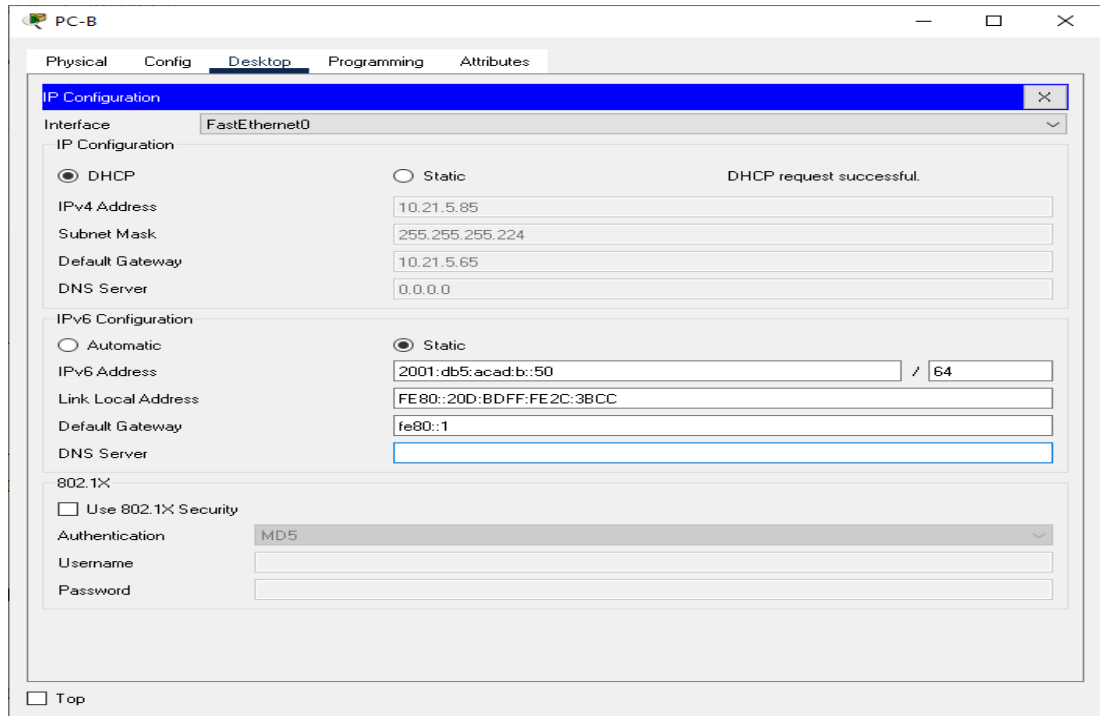 PC-B
Physical Config Desktop Programming Attributes
IP Configuration
Interface FastEthernet0
IP Configuration
DHCP Static DHCP request successful.
IPv4 Address 10.21.5.85
Subnet Mask 255.255.255.224
Default Gateway 10.21.5.65
DNS Server 0.0.0.0
IPv6 Configuration
Automatic Static
IPv6 Address 2001:db5:acad:b::50 / 64
Link Local Address FE80::20D:BDFF:FE2C:3BCC
Default Gateway fe80::1
DNS Server
802.1X
Use 802.1X Security
Authentication MD5
Username
Password
Top